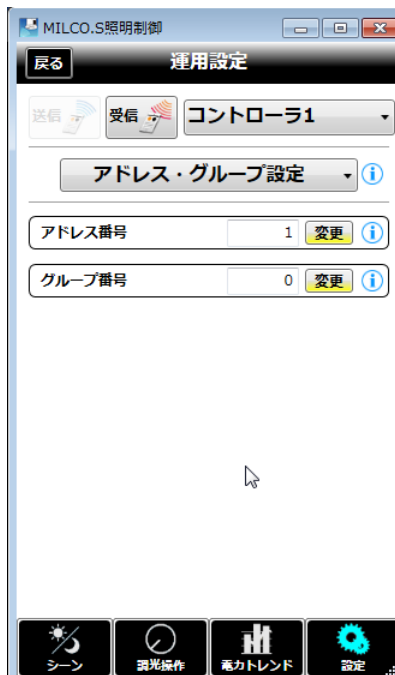 MILCO.S照明制御
戻る 運用設定
送信 受信 コントローラ1
アドレス・グループ設定
アドレス番号 1 変更
グループ番号 0 変更
シーン 調光操作 電力トレンド 設定